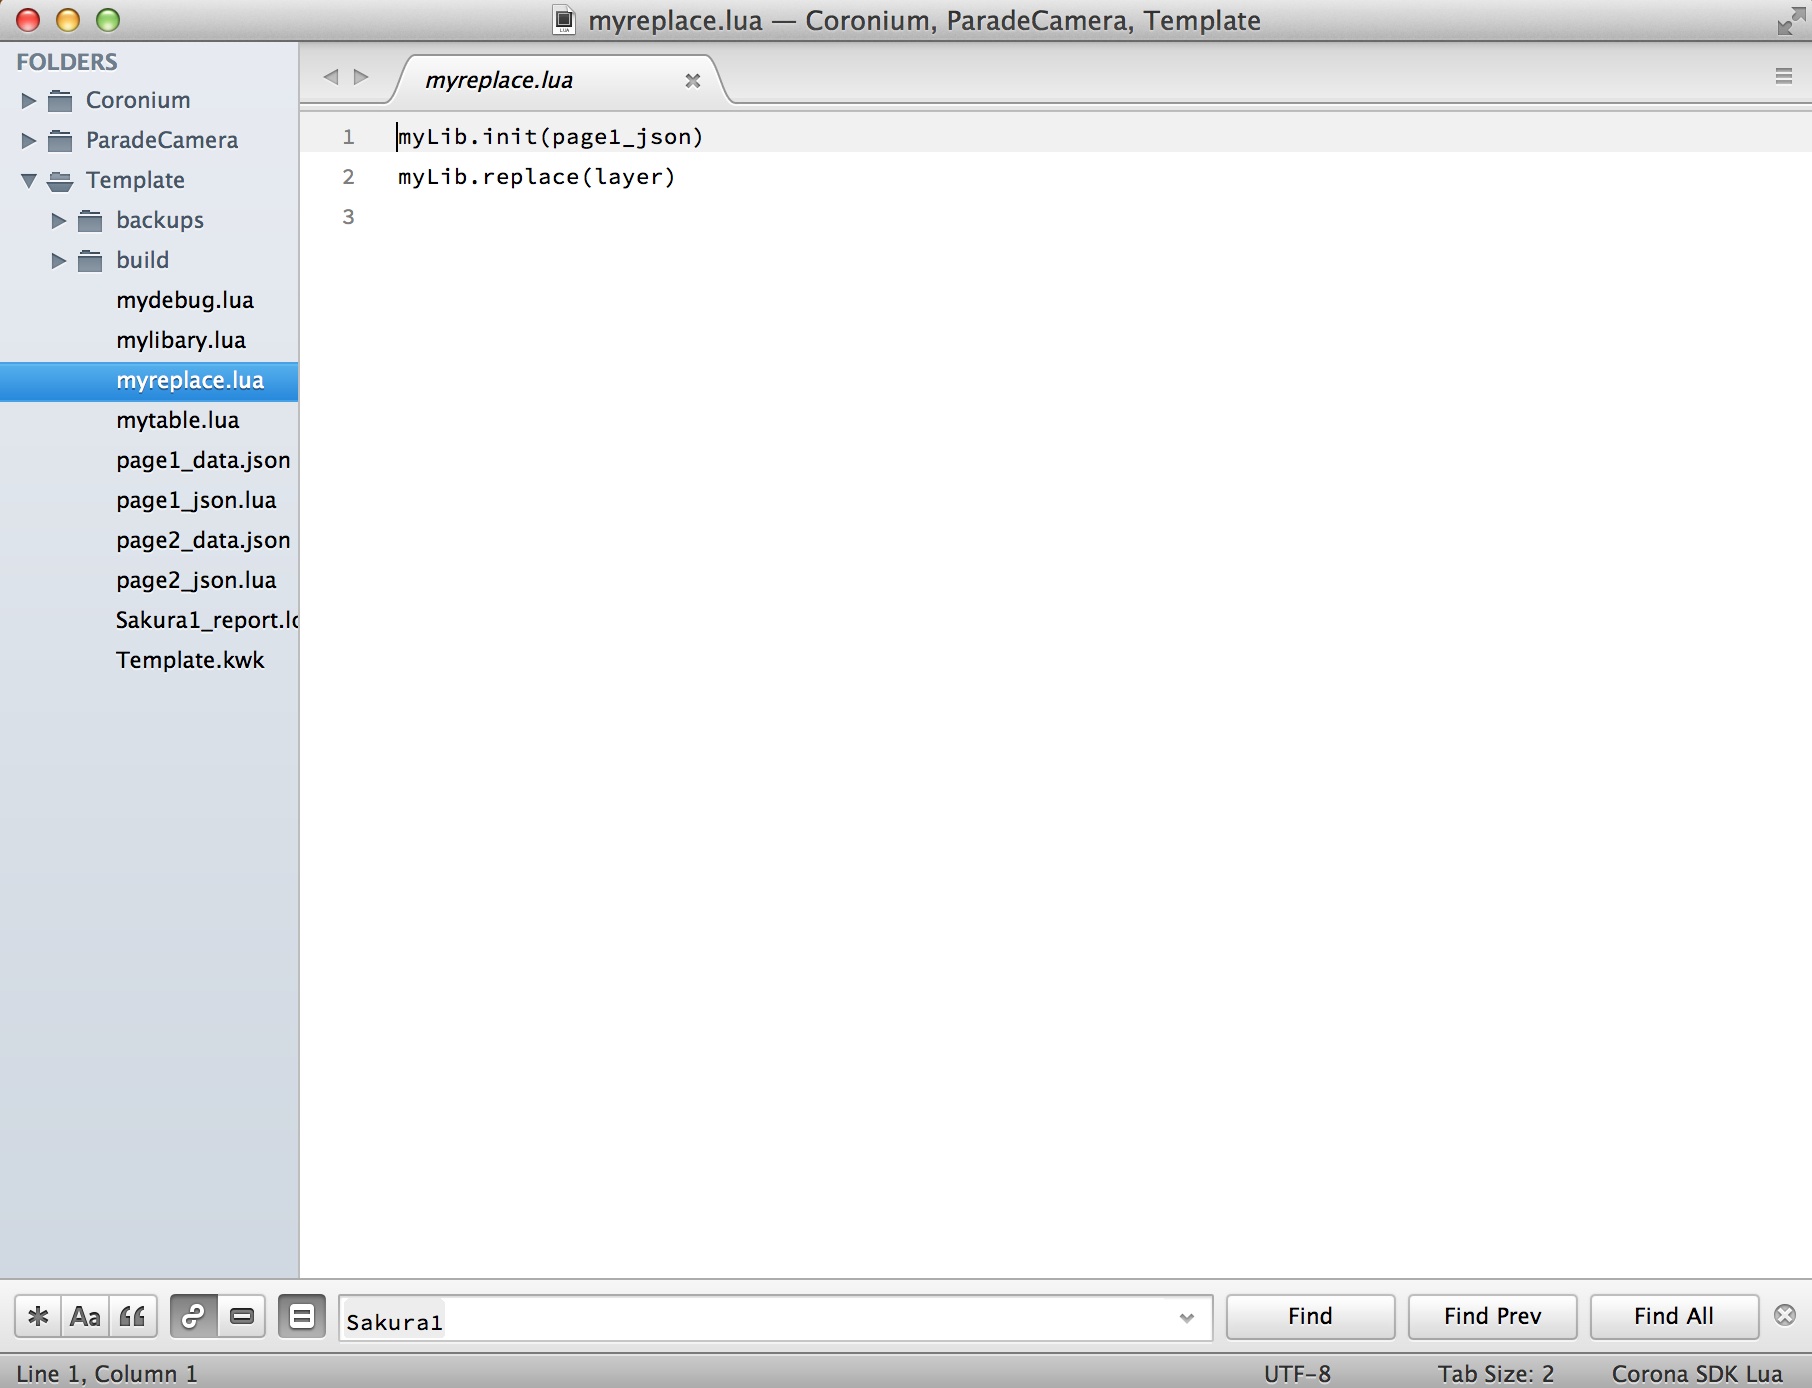 myreplace.lua — Coronium, ParadeCamera, Template
FOLDERS
Coronium
ParadeCamera
Template
backups
build
mydebug.lua
mylibary.lua
myreplace.lua
mytable.lua
page1_data.json
page1_json.lua
page2_data.json
page2_json.lua
Sakura1_report.lo
Template.kwk
myreplace.lua
1 myLib.init(page1_json)
2 myLib.replace(layer)
3
Aa
Sakura1
Find
Find Prev
Find All
Line 1, Column 1
UTF-8
Tab Size: 2
Corona SDK Lua